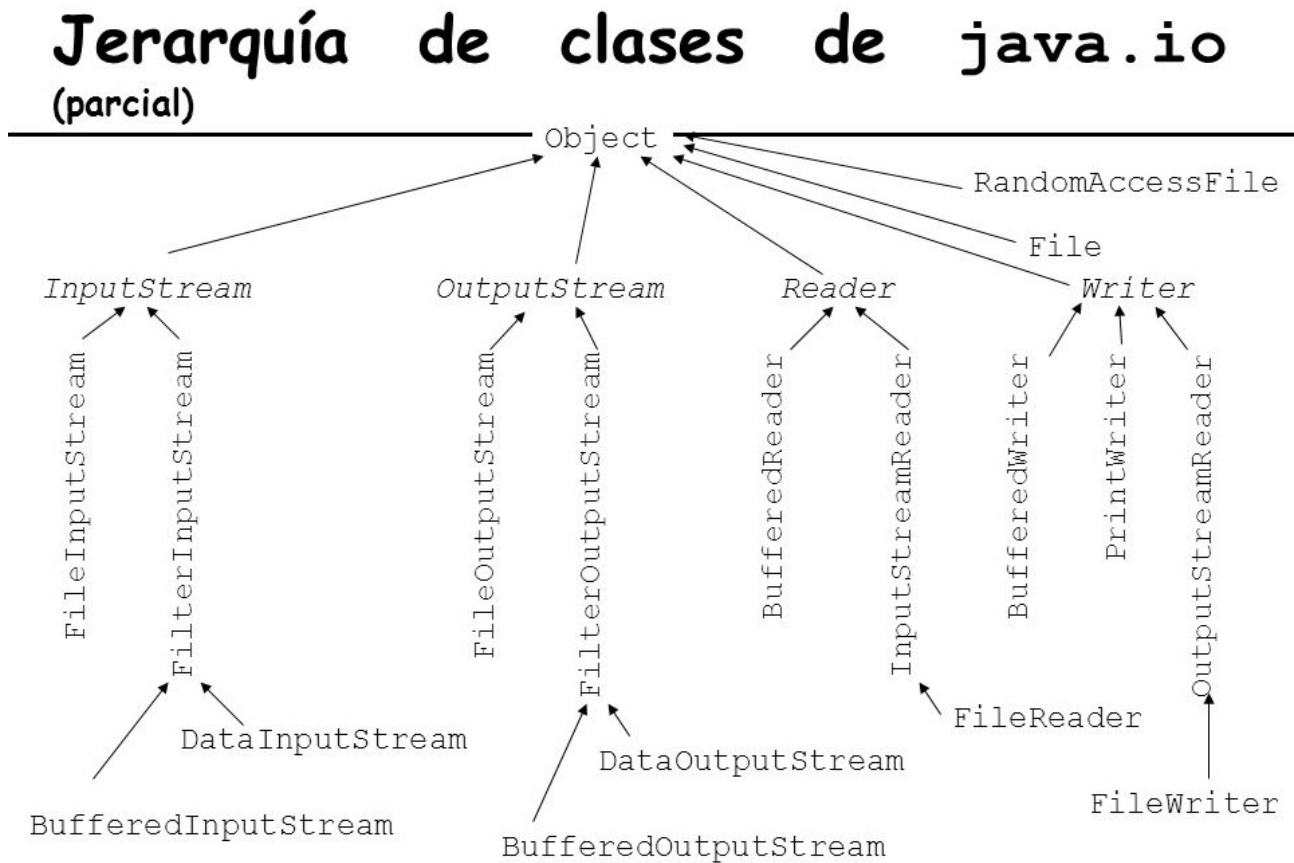 Jerarquía de clases de java.io
(parcial)
Object
RandomAccessFile
File
InputStream
OutputStream
Reader
Writer
FileInputStream
FilterInputStream
FileOutputStream
FilterOutputStream
BufferedReader
InputStreamReader
BufferedWriter
PrintWriter
OutputStreamReader
DataInputStream
BufferedInputStream
DataOutputStream
BufferedOutputStream
FileReader
FileWriter